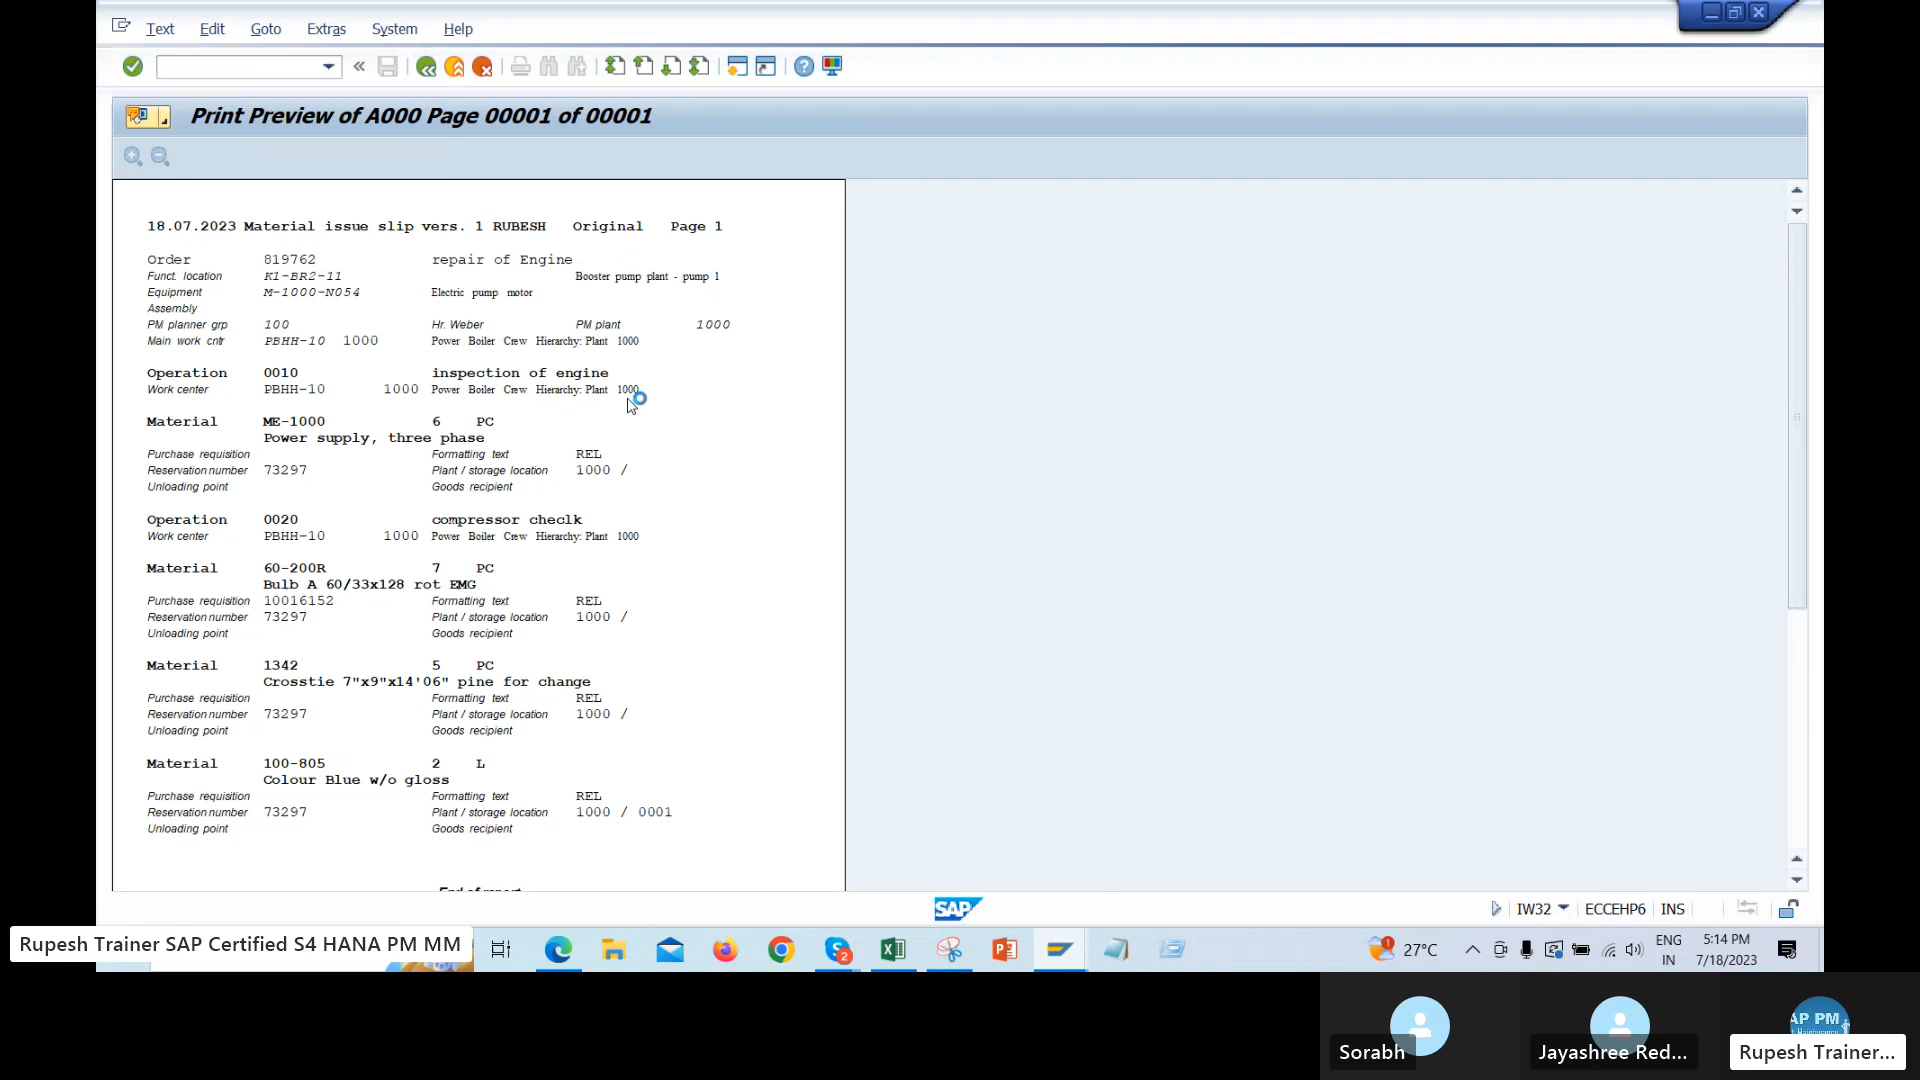 Text Edit Goto Extras System Help
Print Preview of A000 Page 00001 of 00001
18.07.2023 Material issue slip vers. 1 RUBESH Original Page 1
Order 819762 repair of Engine
Funct. location K1-BR2-11 Booster pump plant - pump 1
Equipment M-1000-N054 Electric pump motor
Assembly
PM planner grp 100 Hr. Weber PM plant 1000
Main work cntr PBHH-10 1000 Power Boiler Crew Hierarchy: Plant 1000
Operation 0010 inspection of engine
Work center PBHH-10 1000 Power Boiler Crew Hierarchy: Plant 1000
Material ME-1000 6 PC
Power supply, three phase
Purchase requisition Formatting text REL
Reservation number 73297 Plant / storage location 1000 /
Unloading point Goods recipient
Operation 0020 compressor checlk
Work center PBHH-10 1000 Power Boiler Crew Hierarchy: Plant 1000
Material 60-200R 7 PC
Bulb A 60/33x128 rot EMG
Purchase requisition 10016152 Formatting text REL
Reservation number 73297 Plant / storage location 1000 /
Unloading point Goods recipient
Material 1342 5 PC
Crosstie 7"x9"x14'06" pine for change
Purchase requisition Formatting text REL
Reservation number 73297 Plant / storage location 1000 /
Unloading point Goods recipient
Material 100-805 2 L
Colour Blue w/o gloss
Purchase requisition Formatting text REL
Reservation number 73297 Plant / storage location 1000 / 0001
Unloading point Goods recipient
End of report
SAP IW32 ECCEHP6 INS
Rupesh Trainer SAP Certified S4 HANA PM MM
2
1 27°C ENG IN 5:14 PM 7/18/2023
AP PM
Sorabh Jayashree Red... Rupesh Trainer...